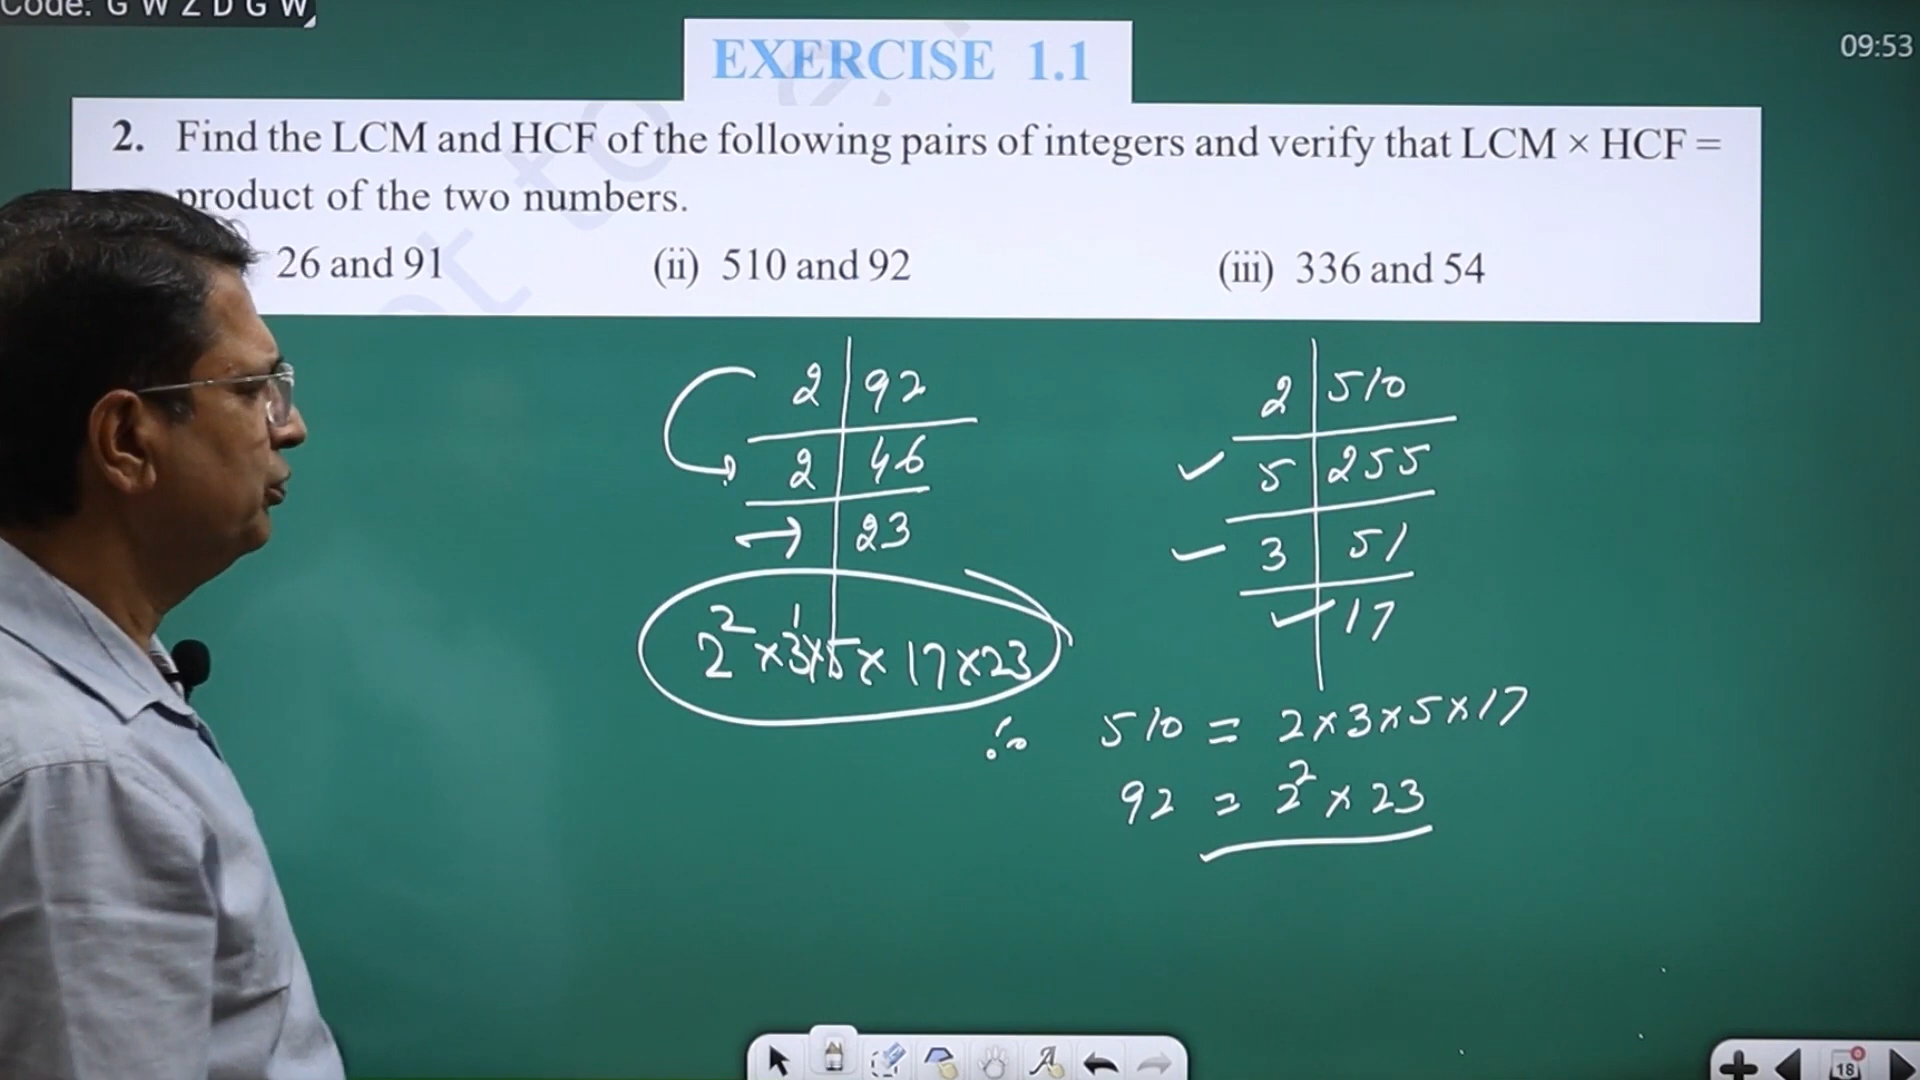 Code: G W Z D G W
09:53
EXERCISE 1.1
2. Find the LCM and HCF of the following pairs of integers and verify that LCM × HCF =
product of the two numbers.
26 and 91 (ii) 510 and 92 (iii) 336 and 54
2 | 92
2 | 46
→ | 23
2² × 3¹ × 5 × 17 × 23
2 | 510
✓ 5 | 255
✓ 3 | 51
✓ | 17
∴ 510 = 2 × 3 × 5 × 17
92 = 2² × 23
18